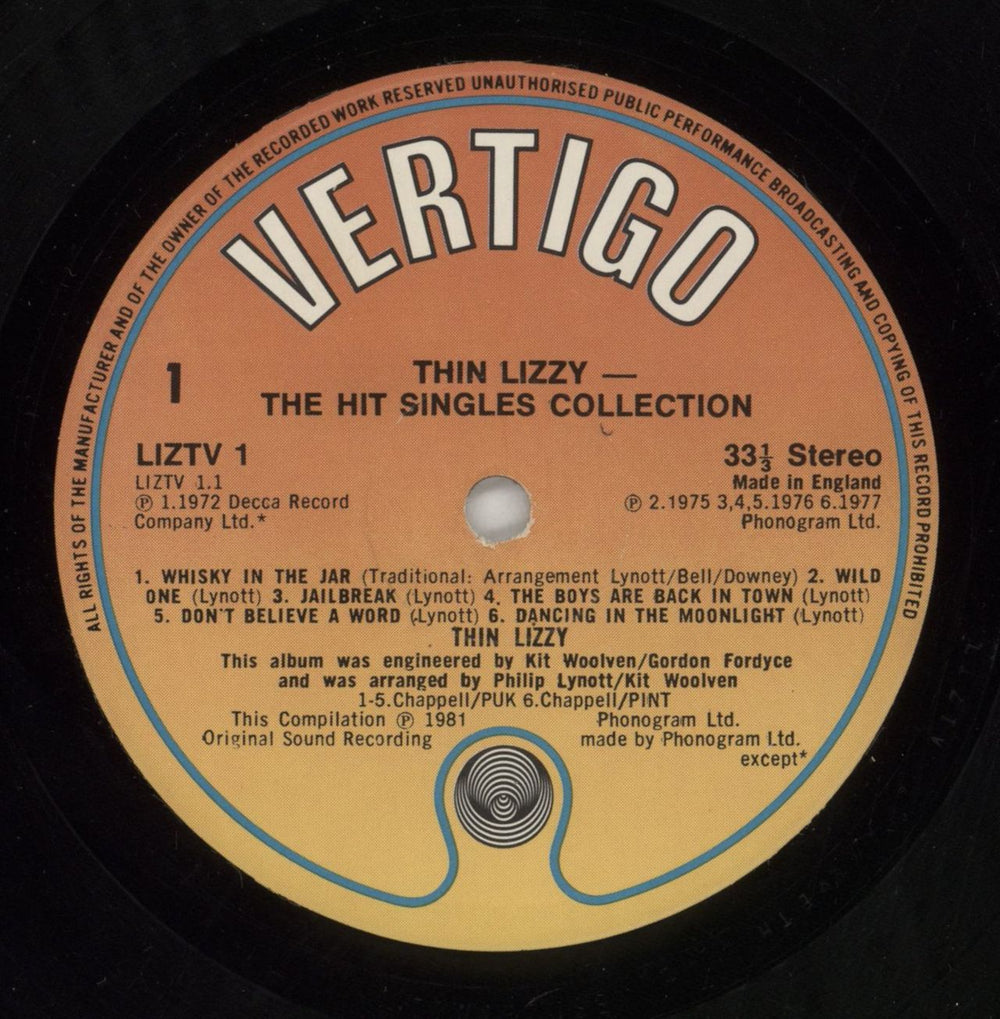 ALL RIGHTS OF THE MANUFACTURER AND OF THE OWNER OF THE RECORDED WORK RESERVED UNAUTHORISED PUBLIC PERFORMANCE BROADCASTING AND COPYING OF THIS RECORD PROHIBITED
VERTIGO
1
THIN LIZZY —
THE HIT SINGLES COLLECTION
LIZTV 1
LIZTV 1.1
℗ 1.1972 Decca Record
Company Ltd.*
33⅓ Stereo
Made in England
℗ 2.1975 3,4,5.1976 6.1977
Phonogram Ltd.
1. WHISKY IN THE JAR (Traditional: Arrangement Lynott/Bell/Downey) 2. WILD
ONE (Lynott) 3. JAILBREAK (Lynott) 4. THE BOYS ARE BACK IN TOWN (Lynott)
5. DON'T BELIEVE A WORD (Lynott) 6. DANCING IN THE MOONLIGHT (Lynott)
THIN LIZZY
This album was engineered by Kit Woolven/Gordon Fordyce
and was arranged by Philip Lynott/Kit Woolven
1-5.Chappell/PUK 6.Chappell/PINT
This Compilation ℗ 1981 Phonogram Ltd.
Original Sound Recording made by Phonogram Ltd.
except*